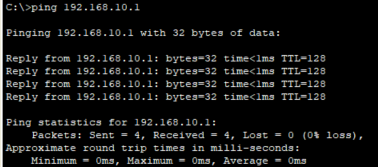 C:\>ping 192.168.10.1
Pinging 192.168.10.1 with 32 bytes of data:
Reply from 192.168.10.1: bytes=32 time<1ms TTL=128
Reply from 192.168.10.1: bytes=32 time<1ms TTL=128
Reply from 192.168.10.1: bytes=32 time<1ms TTL=128
Reply from 192.168.10.1: bytes=32 time<1ms TTL=128
Ping statistics for 192.168.10.1:
Packets: Sent = 4, Received = 4, Lost = 0 (0% loss),
Approximate round trip times in milli-seconds:
Minimum = 0ms, Maximum = 0ms, Average = 0ms